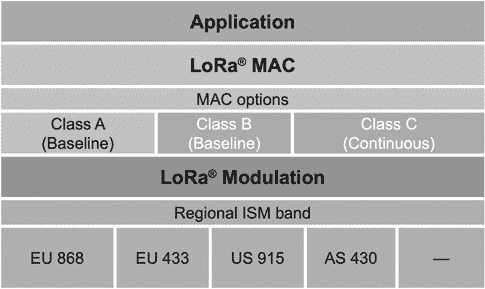 Application
LoRa® MAC
MAC options
Class A
(Baseline)
Class B
(Baseline)
Class C
(Continuous)
LoRa® Modulation
Regional ISM band
EU 868
EU 433
US 915
AS 430
—